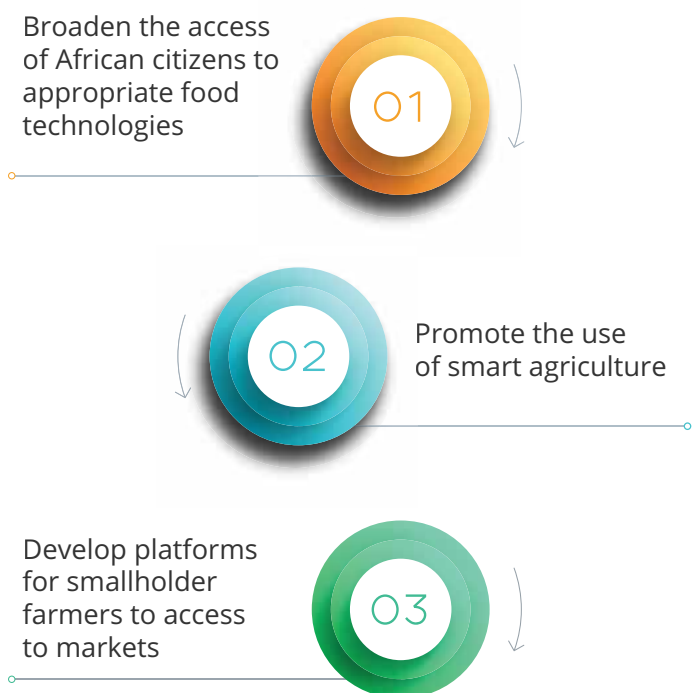 Broaden the access
of African citizens to
appropriate food
technologies
01
02
Promote the use
of smart agriculture
Develop platforms
for smallholder
farmers to access
to markets
03